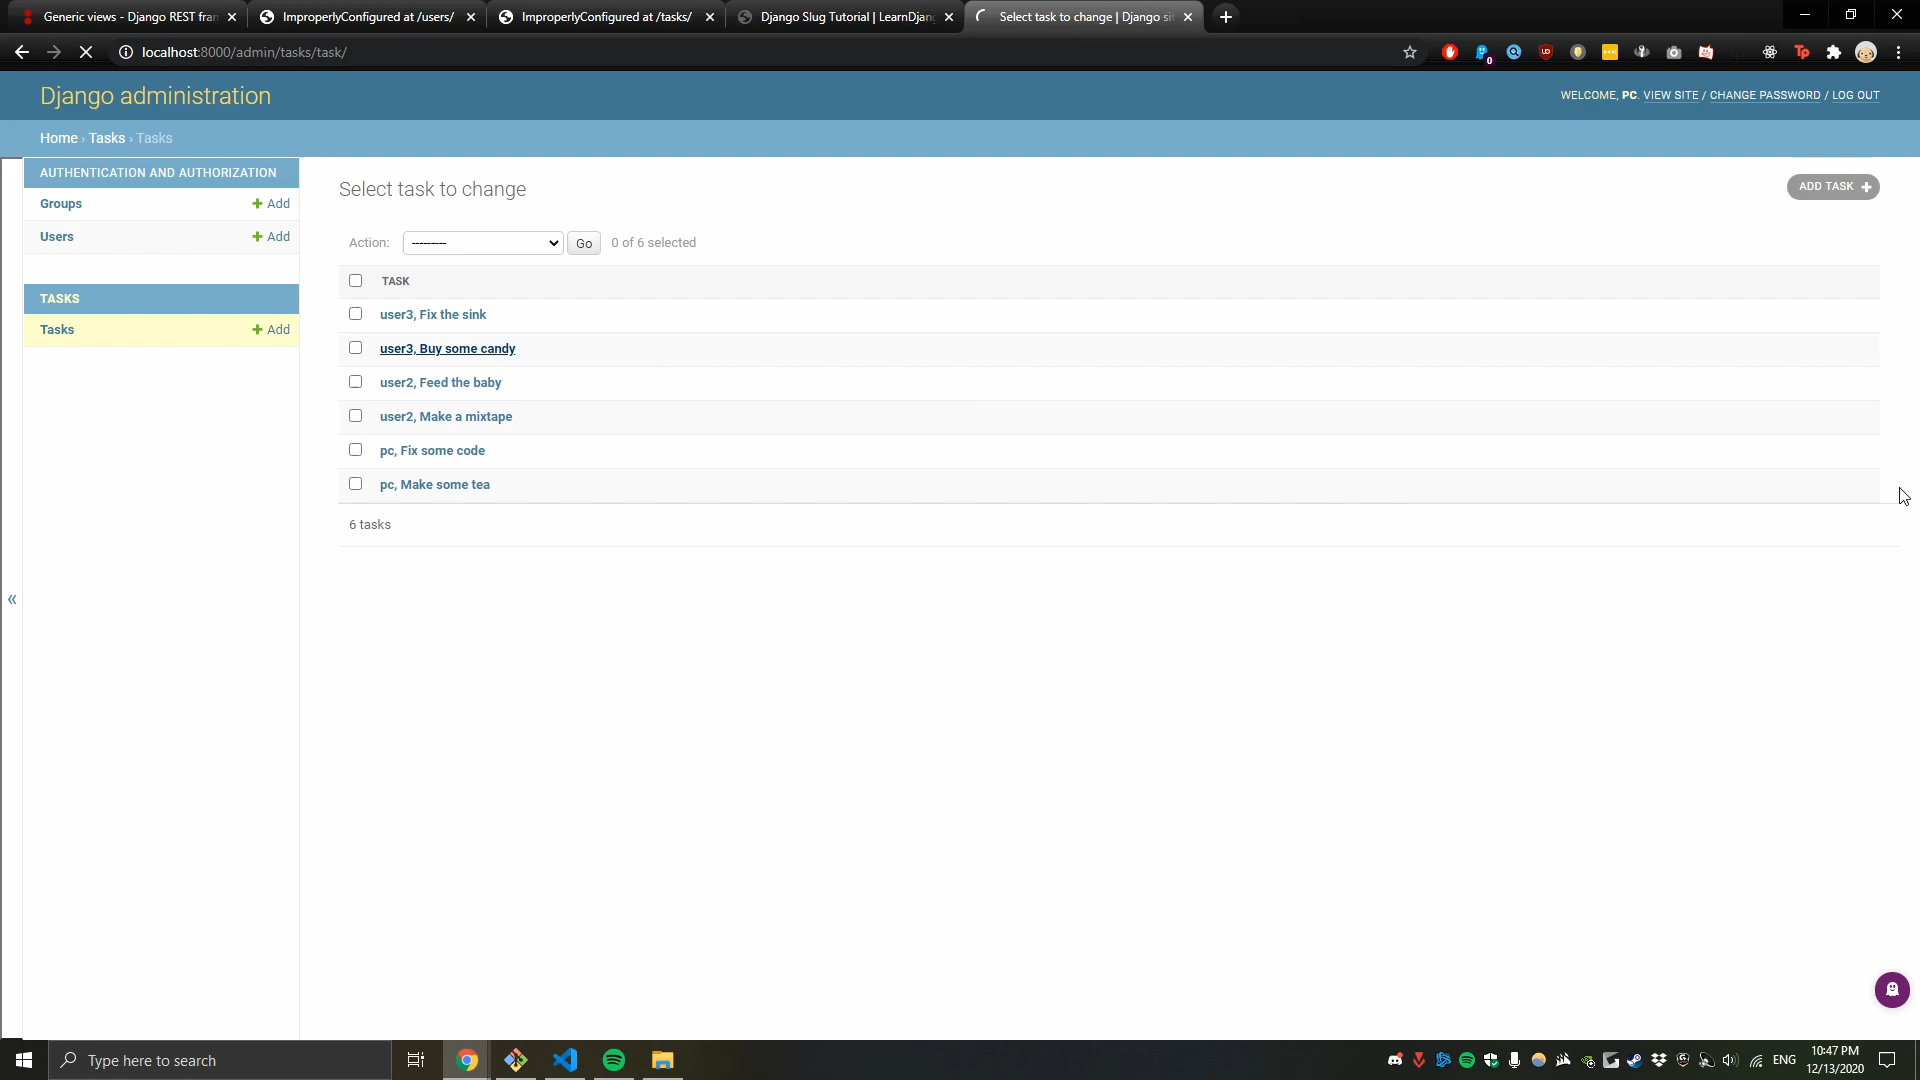 Generic views - Django REST fran
ImproperlyConfigured at /users/
ImproperlyConfigured at /tasks/
Django Slug Tutorial | LearnDjang
Select task to change | Django sit
localhost:8000/admin/tasks/task/
Django administration
WELCOME, PC. VIEW SITE / CHANGE PASSWORD / LOG OUT
Home › Tasks › Tasks
AUTHENTICATION AND AUTHORIZATION
Groups
Add
Users
Add
TASKS
Tasks
Add
Select task to change
ADD TASK
Action:
---------
Go
0 of 6 selected
TASK
user3, Fix the sink
user3, Buy some candy
user2, Feed the baby
user2, Make a mixtape
pc, Fix some code
pc, Make some tea
6 tasks
«
Type here to search
ENG
10:47 PM
12/13/2020